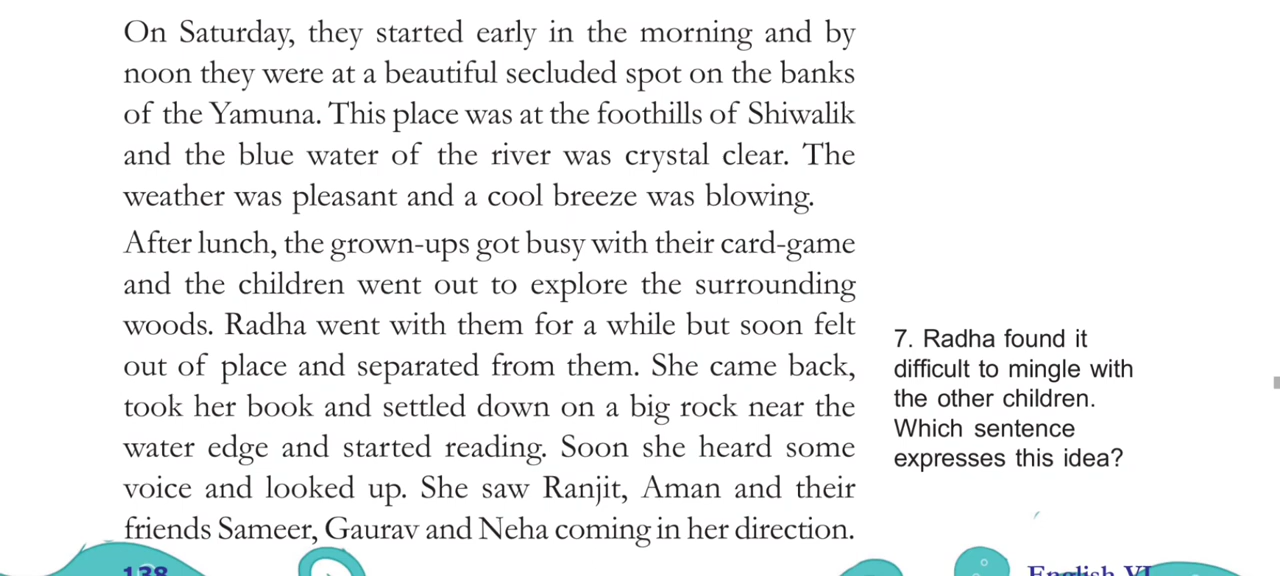 On Saturday, they started early in the morning and by
noon they were at a beautiful secluded spot on the banks
of the Yamuna. This place was at the foothills of Shiwalik
and the blue water of the river was crystal clear. The
weather was pleasant and a cool breeze was blowing.
After lunch, the grown-ups got busy with their card-game
and the children went out to explore the surrounding
woods. Radha went with them for a while but soon felt
out of place and separated from them. She came back,
took her book and settled down on a big rock near the
water edge and started reading. Soon she heard some
voice and looked up. She saw Ranjit, Aman and their
friends Sameer, Gaurav and Neha coming in her direction.
7. Radha found it
difficult to mingle with
the other children.
Which sentence
expresses this idea?
138
English VI